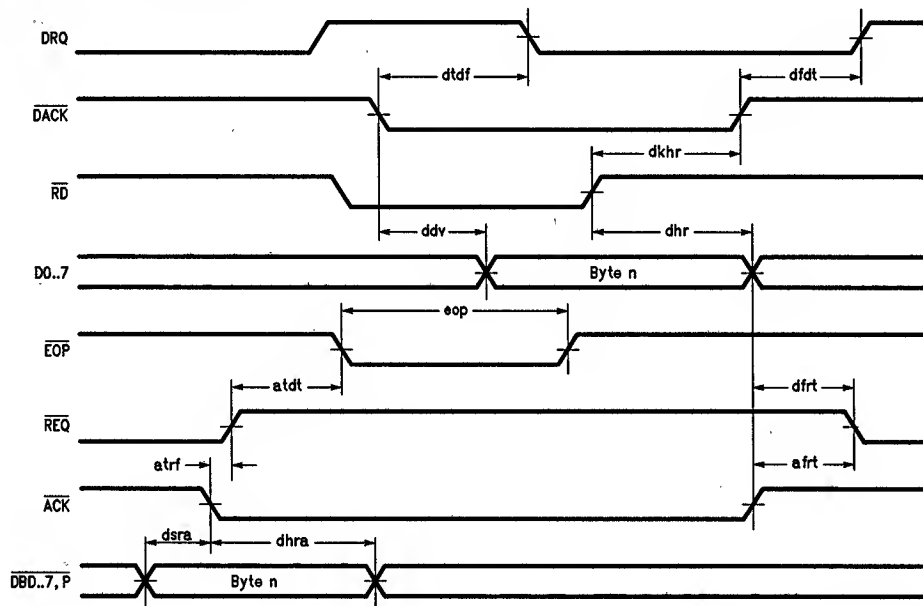 DRQ
dtdf
dfdt
DACK
dkhr
RD
ddv
dhr
D0..7
Byte n
eop
EOP
atdt
dfrt
REQ
atrf
afrt
ACK
dsra
dhra
DBD..7, P
Byte n